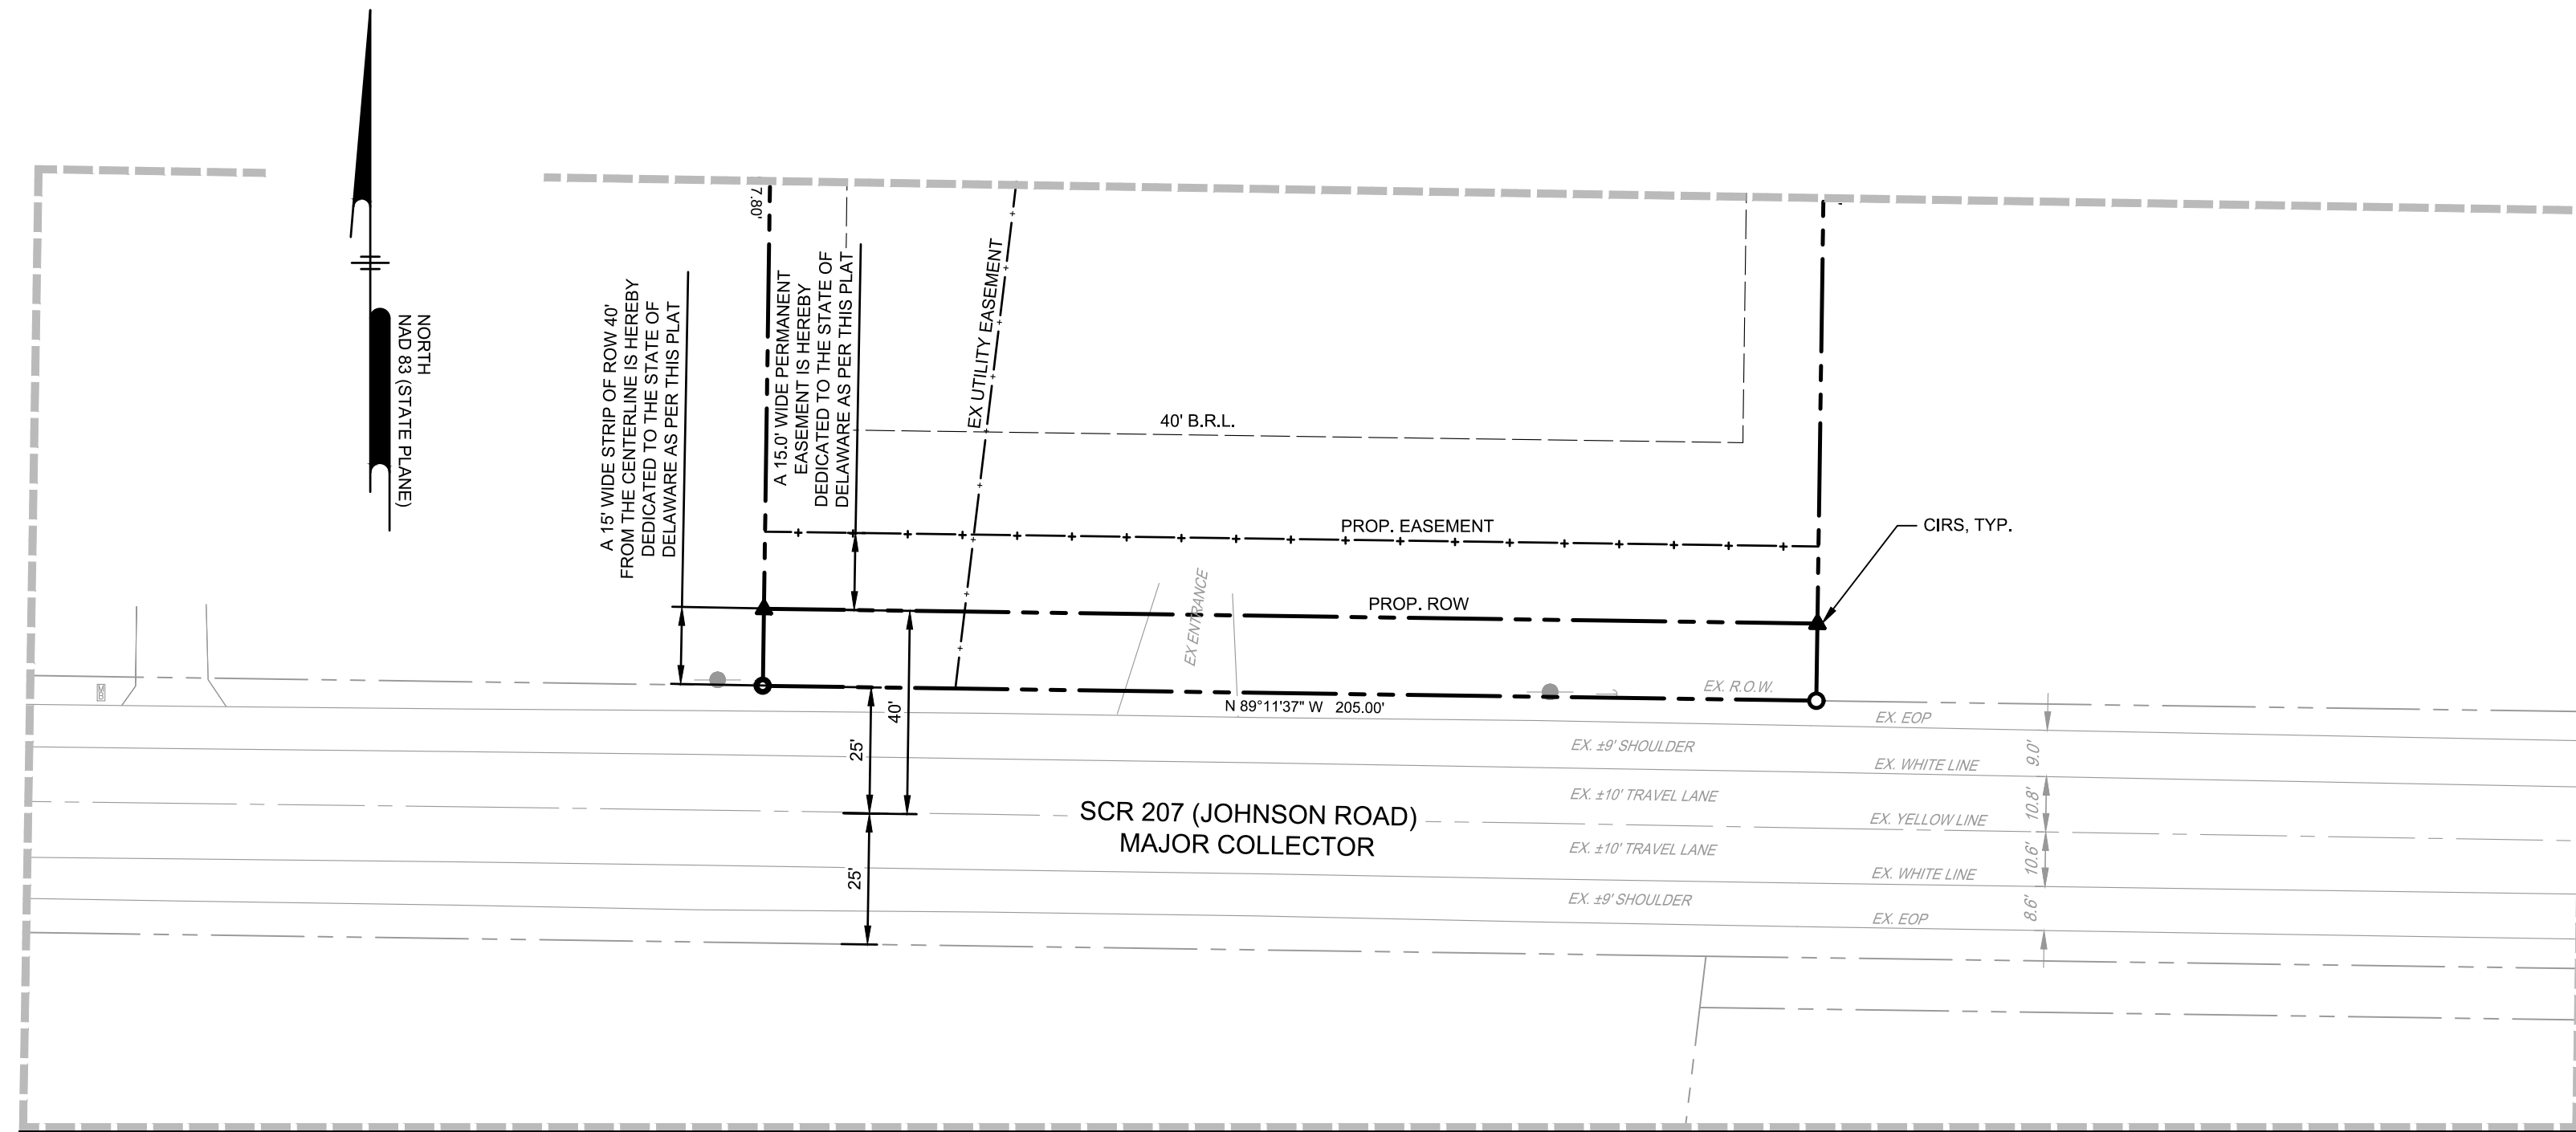 NORTH
NAD 83 (STATE PLANE)
7.80'
A 15' WIDE STRIP OF ROW 40'
FROM THE CENTERLINE IS HEREBY
DEDICATED TO THE STATE OF
DELAWARE AS PER THIS PLAT
A 15.0' WIDE PERMANENT
EASEMENT IS HEREBY
DEDICATED TO THE STATE OF
DELAWARE AS PER THIS PLAT
EX UTILITY EASEMENT
40' B.R.L.
PROP. EASEMENT
CIRS, TYP.
PROP. ROW
EX ENTRANCE
EX. R.O.W.
N 89°11'37" W 205.00'
40'
25'
25'
EX. EOP
EX. ±9' SHOULDER
EX. WHITE LINE
EX. ±10' TRAVEL LANE
EX. YELLOW LINE
SCR 207 (JOHNSON ROAD)
MAJOR COLLECTOR
EX. ±10' TRAVEL LANE
EX. WHITE LINE
EX. ±9' SHOULDER
EX. EOP
9.0'
10.8'
10.6'
8.6'